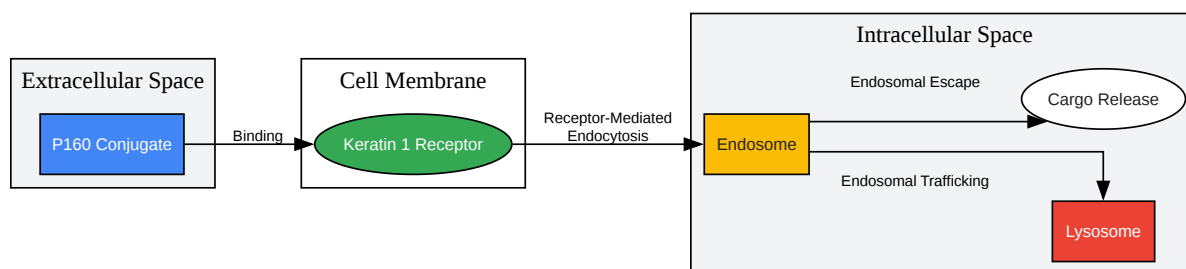 Extracellular Space
P160 Conjugate
Binding
Cell Membrane
Keratin 1 Receptor
Receptor-Mediated
Endocytosis
Intracellular Space
Endosome
Endosomal Escape
Cargo Release
Endosomal Trafficking
Lysosome